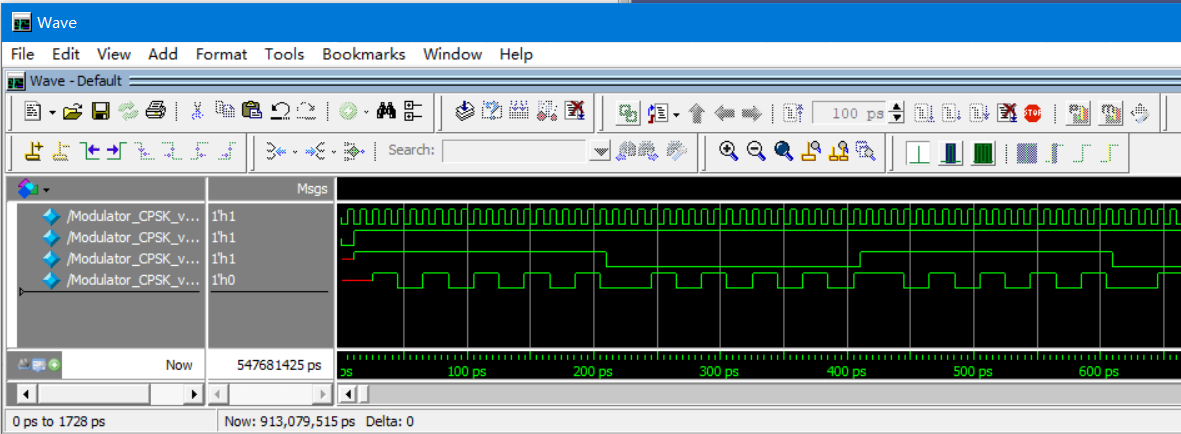 Wave
File Edit View Add Format Tools Bookmarks Window Help
Wave - Default
100 ps
STOP
Search:
Msgs
/Modulator_CPSK_v... 1'h1
/Modulator_CPSK_v... 1'h1
/Modulator_CPSK_v... 1'h1
/Modulator_CPSK_v... 1'h0
Now 547681425 ps
ps 100 ps 200 ps 300 ps 400 ps 500 ps 600 ps
0 ps to 1728 ps Now: 913,079,515 ps Delta: 0